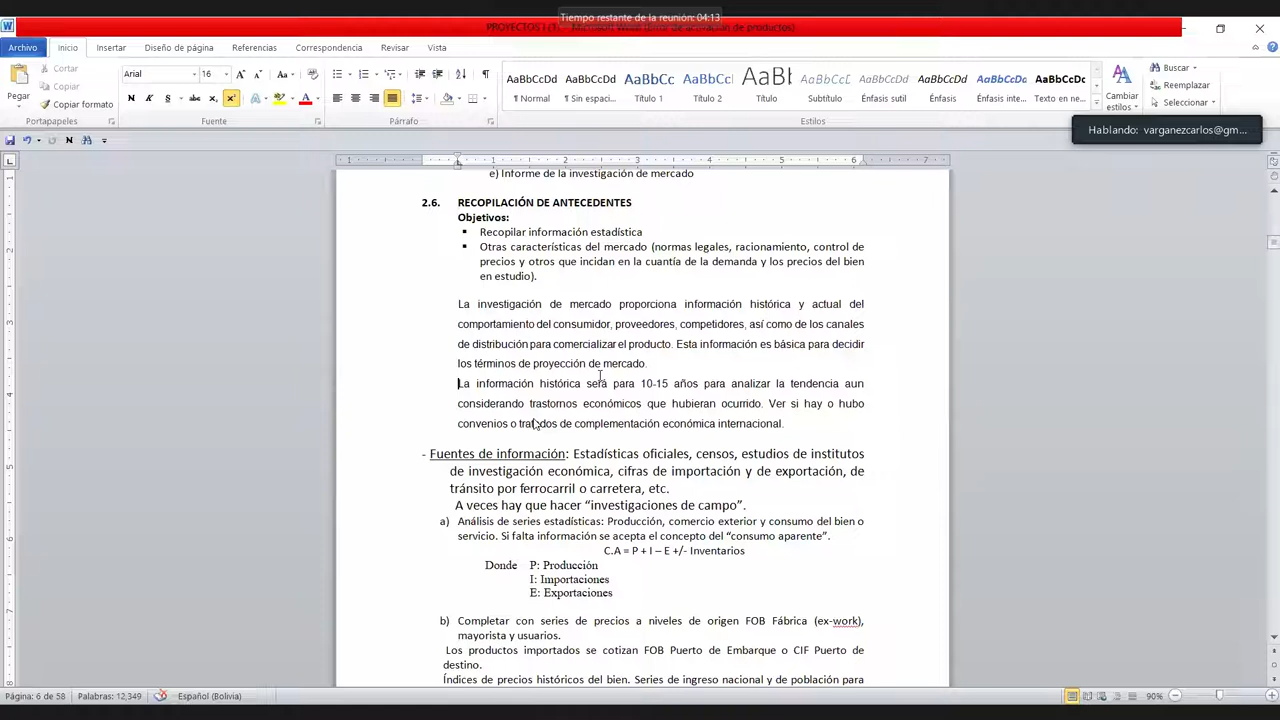 Tiempo restante de la reunión: 04:13
PROYECTOS I (1) - Microsoft Word (Error de activación de productos)
Archivo Inicio Insertar Diseño de página Referencias Correspondencia Revisar Vista
Cortar
Copiar
Copiar formato
Pegar
Arial 16
Portapapeles Fuente Párrafo Estilos
AaBbCcDd AaBbCcDd AaBbCc AaBbCc AaBl AaBbCcDd AaBbCcDd AaBbCcDd AaBbCcDd AaBbCcDd
¶ Normal ¶ Sin espaci... Título 1 Título 2 Título Subtítulo Énfasis sutil Énfasis Énfasis inte... Texto en ne...
Cambiar estilos
Buscar
Reemplazar
Seleccionar
Hablando: varganezcarlos@gm...
e) Informe de la investigación de mercado
2.6. RECOPILACIÓN DE ANTECEDENTES
Objetivos:
▪ Recopilar información estadística
▪ Otras características del mercado (normas legales, racionamiento, control de
precios y otros que incidan en la cuantía de la demanda y los precios del bien
en estudio).
La investigación de mercado proporciona información histórica y actual del
comportamiento del consumidor, proveedores, competidores, así como de los canales
de distribución para comercializar el producto. Esta información es básica para decidir
los términos de proyección de mercado.
La información histórica será para 10-15 años para analizar la tendencia aun
considerando trastornos económicos que hubieran ocurrido. Ver si hay o hubo
convenios o tratados de complementación económica internacional.
- Fuentes de información: Estadísticas oficiales, censos, estudios de institutos
de investigación económica, cifras de importación y de exportación, de
tránsito por ferrocarril o carretera, etc.
A veces hay que hacer “investigaciones de campo”.
a) Análisis de series estadísticas: Producción, comercio exterior y consumo del bien o
servicio. Si falta información se acepta el concepto del “consumo aparente”.
C.A = P + I – E +/- Inventarios
Donde P: Producción
I: Importaciones
E: Exportaciones
b) Completar con series de precios a niveles de origen FOB Fábrica (ex-work),
mayorista y usuarios.
Los productos importados se cotizan FOB Puerto de Embarque o CIF Puerto de
destino.
Índices de precios históricos del bien. Series de ingreso nacional y de población para
Página: 6 de 58 Palabras: 12,349 Español (Bolivia) 90%